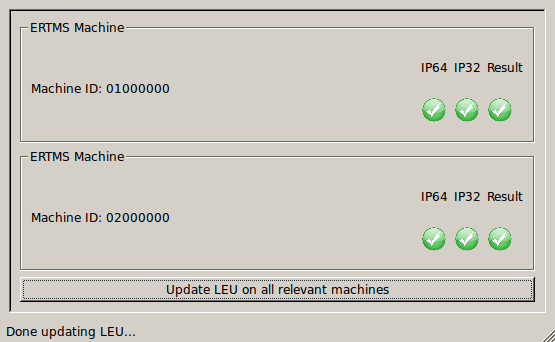 ERTMS Machine
IP64 IP32 Result
Machine ID: 01000000
ERTMS Machine
IP64 IP32 Result
Machine ID: 02000000
Update LEU on all relevant machines
Done updating LEU...